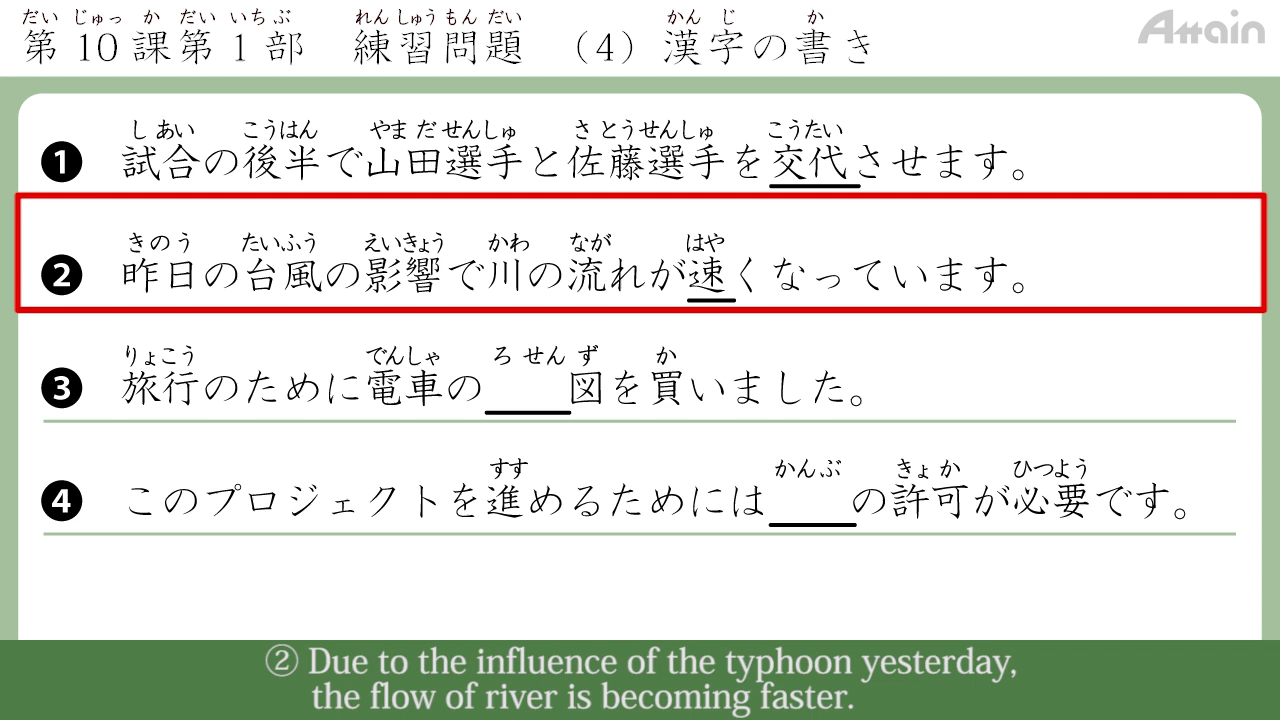 だい じゅっ か だい いち ぶ れん しゅう もん だい かん じ か
第10課第1部 練習問題 (4) 漢字の書き
Attain
し あい こうはん やま だ せんしゅ さ とう せんしゅ こうたい
❶ 試合の後半で山田選手と佐藤選手を交代させます。
きのう たいふう えいきょう かわ なが はや
❷ 昨日の台風の影響で川の流れが速くなっています。
りょこう でんしゃ ろ せん ず か
❸ 旅行のために電車の____図を買いました。
すす かんぶ きょ か ひつよう
❹ このプロジェクトを進めるためには____の許可が必要です。
② Due to the influence of the typhoon yesterday,
the flow of river is becoming faster.